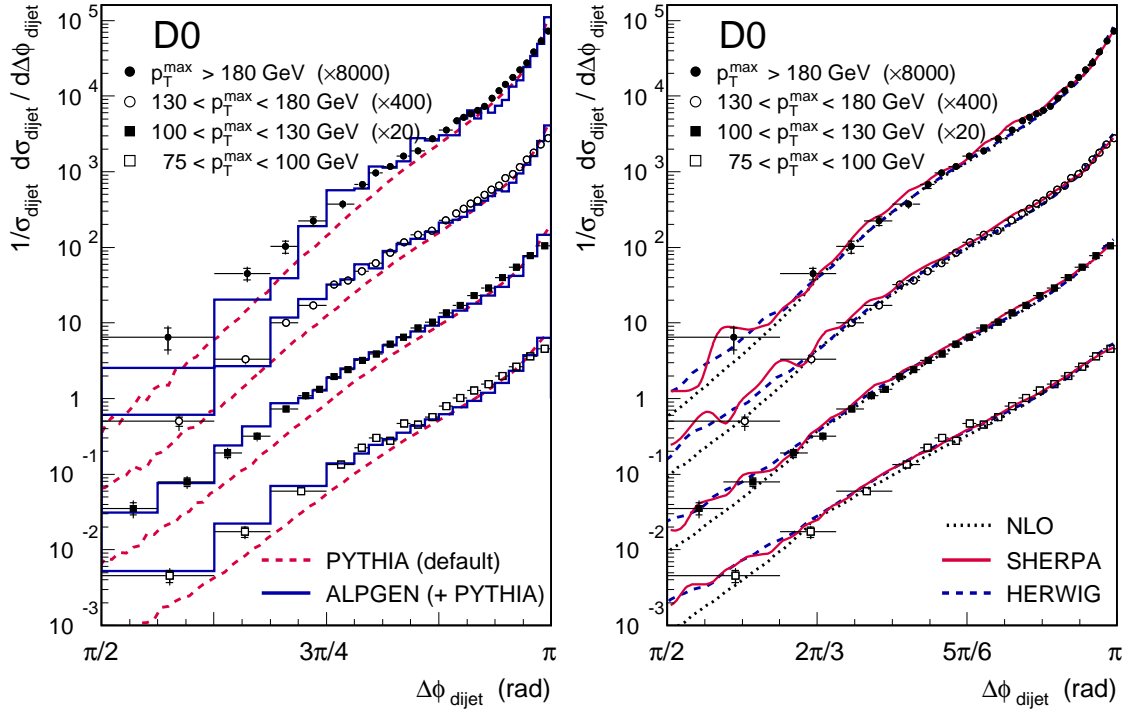 1/σ_dijet dσ_dijet / dΔϕ_dijet
10^5
10^4
10^3
10^2
10
1
10^-1
10^-2
10^-3
D0
p_T^max > 180 GeV (×8000)
130 < p_T^max < 180 GeV (×400)
100 < p_T^max < 130 GeV (×20)
75 < p_T^max < 100 GeV
PYTHIA (default)
ALPGEN (+ PYTHIA)
π/2 3π/4 π
Δϕ_dijet (rad)
1/σ_dijet dσ_dijet / dΔϕ_dijet
10^5
10^4
10^3
10^2
10
1
10^-1
10^-2
10^-3
D0
p_T^max > 180 GeV (×8000)
130 < p_T^max < 180 GeV (×400)
100 < p_T^max < 130 GeV (×20)
75 < p_T^max < 100 GeV
NLO
SHERPA
HERWIG
π/2 2π/3 5π/6 π
Δϕ_dijet (rad)